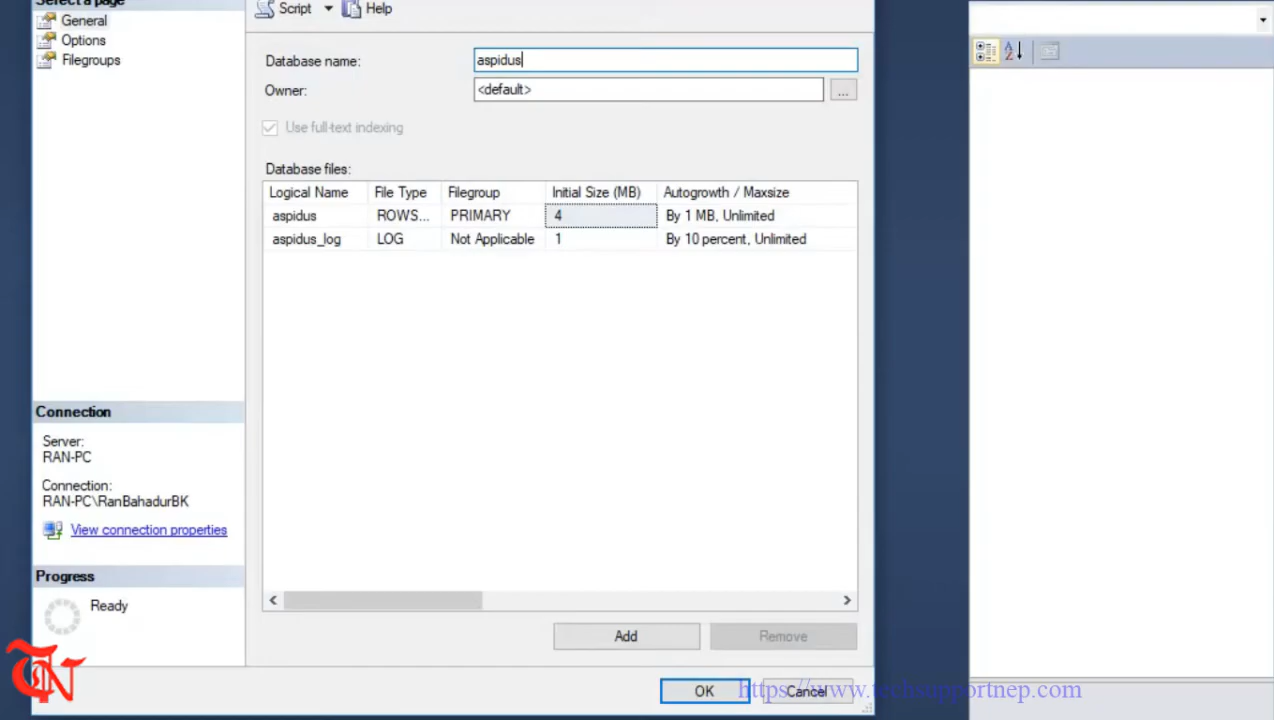 Select a page
General
Options
Filegroups
Script
Help
Database name:
aspidus
Owner:
<default>
...
Use full-text indexing
Database files:
Logical Name File Type Filegroup Initial Size (MB) Autogrowth / Maxsize
aspidus ROWS... PRIMARY 4 By 1 MB, Unlimited
aspidus_log LOG Not Applicable 1 By 10 percent, Unlimited
Connection
Server:
RAN-PC
Connection:
RAN-PC\RanBahadurBK
View connection properties
Progress
Ready
Add
Remove
OK
Cancel
https://www.techsupportnep.com
TN